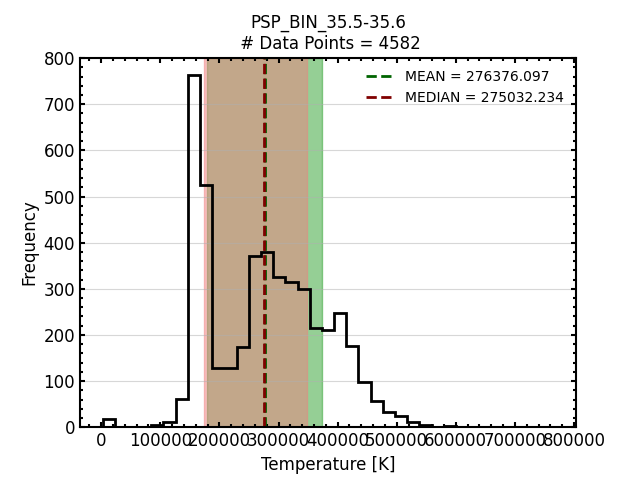 PSP_BIN_35.5-35.6
# Data Points = 4582
MEAN = 276376.097
MEDIAN = 275032.234
800
700
600
500
400
300
200
100
0
Frequency
0 100000 200000 300000 400000 500000 600000 700000 800000
Temperature [K]